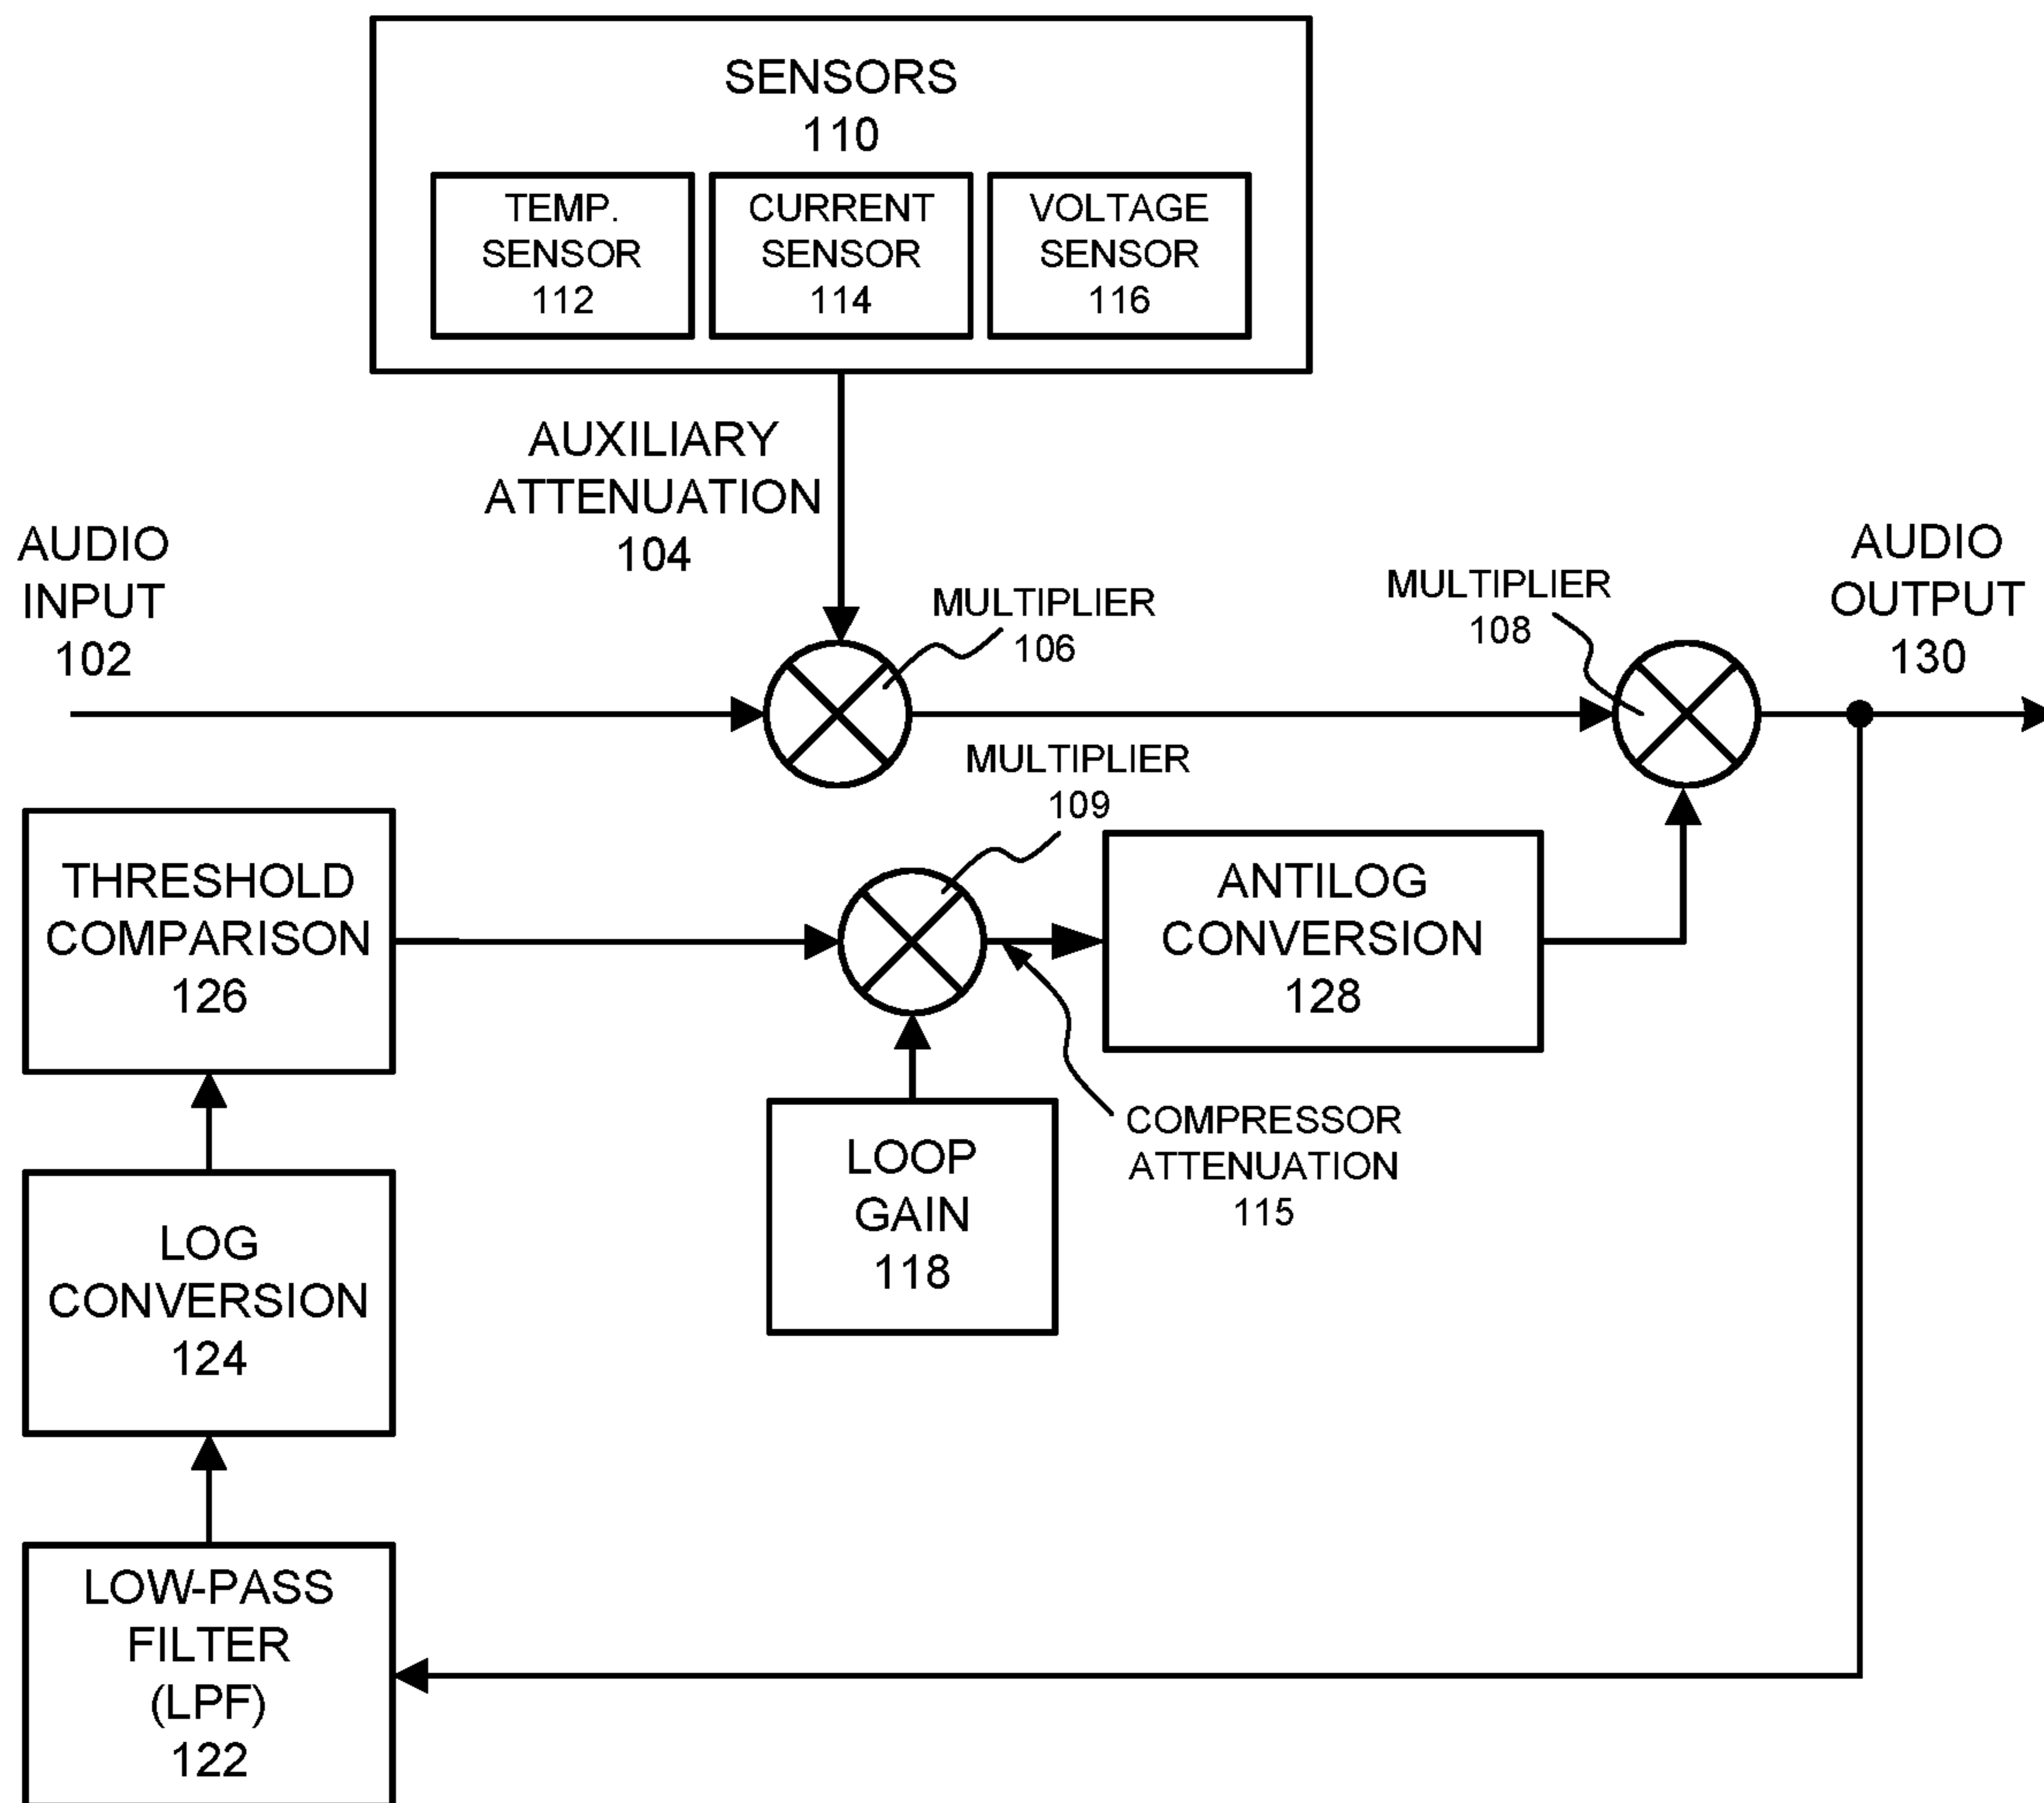 SENSORS
110
TEMP.
SENSOR
112
CURRENT
SENSOR
114
VOLTAGE
SENSOR
116
AUXILIARY
ATTENUATION
104
AUDIO
INPUT
102
MULTIPLIER
106
MULTIPLIER
108
AUDIO
OUTPUT
130
MULTIPLIER
109
THRESHOLD
COMPARISON
126
ANTILOG
CONVERSION
128
LOOP
GAIN
118
COMPRESSOR
ATTENUATION
115
LOG
CONVERSION
124
LOW-PASS
FILTER
(LPF)
122